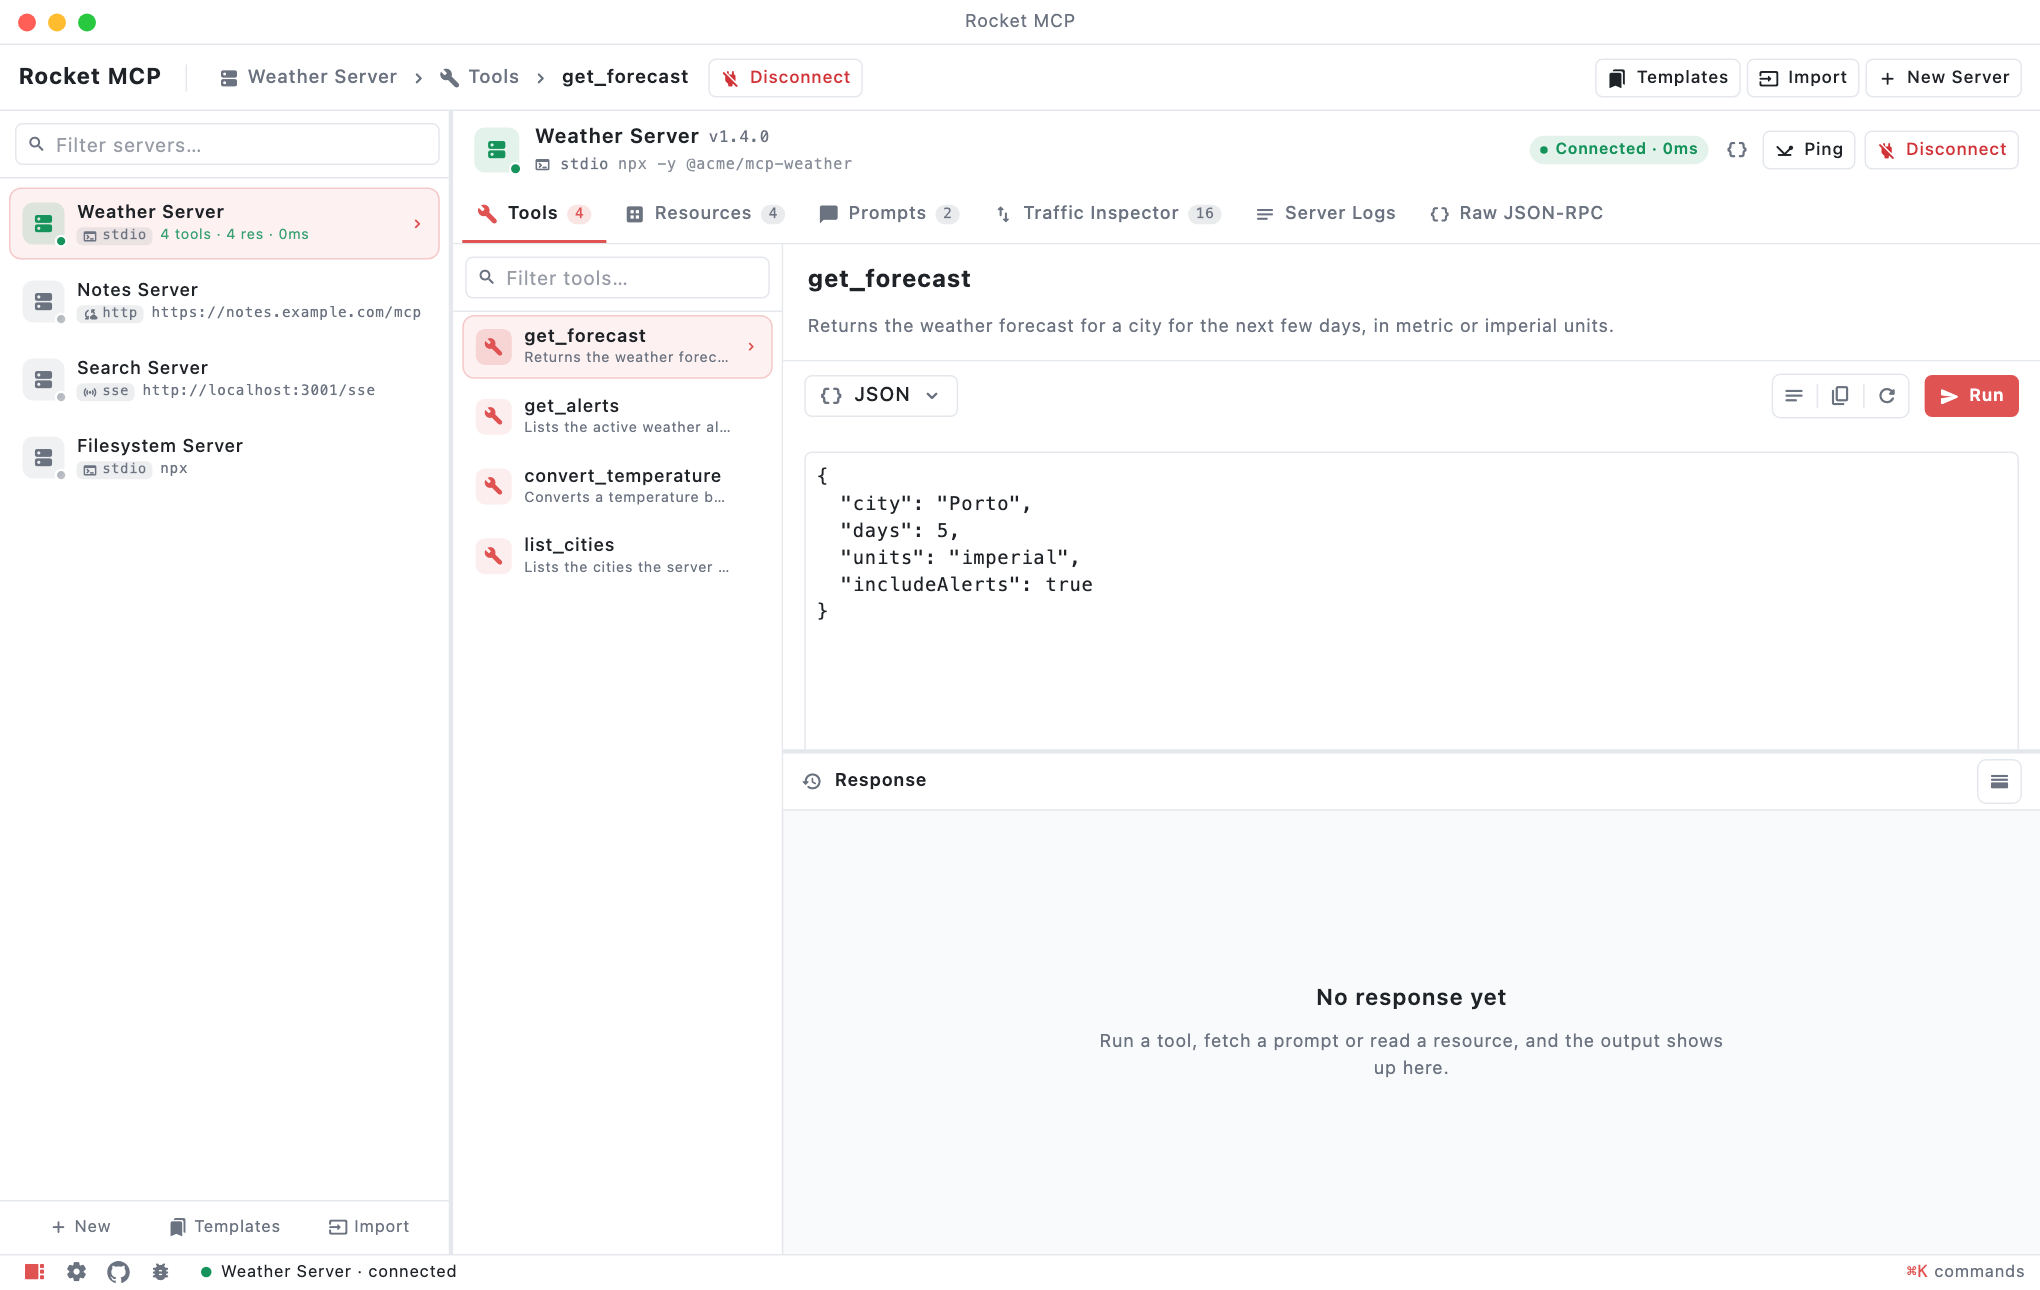 Rocket MCP
Rocket MCP
Weather Server › Tools › get_forecast
Disconnect
Templates
Import
+ New Server
Filter servers...
Weather Server
stdio 4 tools · 4 res · 0ms
Notes Server
http https://notes.example.com/mcp
Search Server
sse http://localhost:3001/sse
Filesystem Server
stdio npx
+ New
Templates
Import
Weather Server v1.4.0
stdio npx -y @acme/mcp-weather
Connected · 0ms
{} Ping
Disconnect
Tools 4
Resources 4
Prompts 2
Traffic Inspector 16
Server Logs
{} Raw JSON-RPC
Filter tools...
get_forecast
Returns the weather forec...
get_alerts
Lists the active weather al...
convert_temperature
Converts a temperature b...
list_cities
Lists the cities the server ...
get_forecast
Returns the weather forecast for a city for the next few days, in metric or imperial units.
{} JSON
Run
{
"city": "Porto",
"days": 5,
"units": "imperial",
"includeAlerts": true
}
Response
No response yet
Run a tool, fetch a prompt or read a resource, and the output shows
up here.
Weather Server · connected
⌘K commands